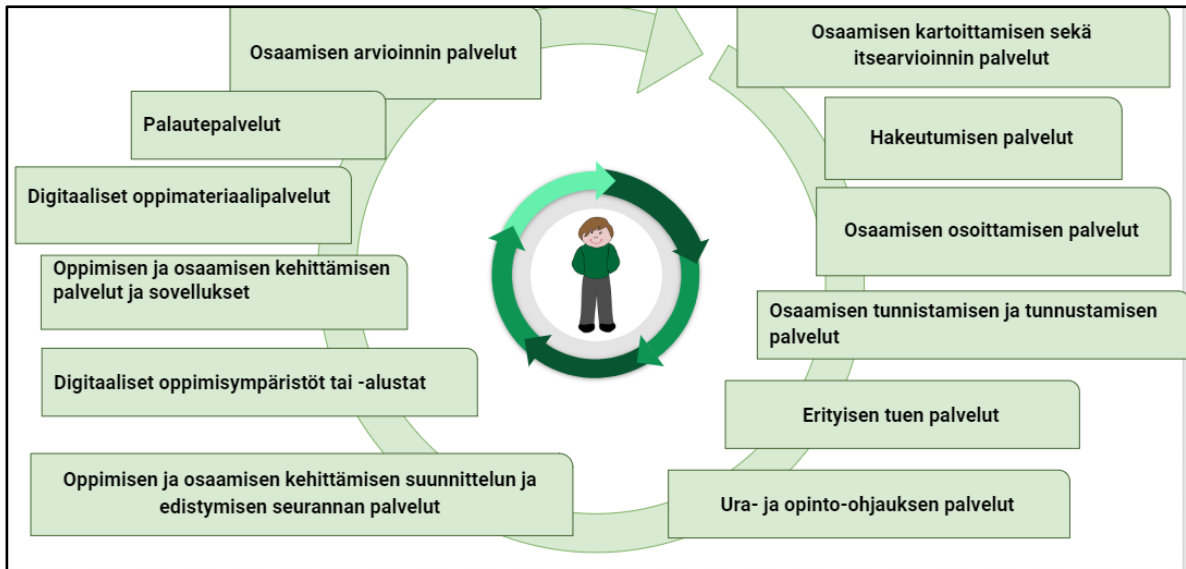 Osaamisen arvioinnin palvelut
Palautepalvelut
Digitaaliset oppimateriaalipalvelut
Oppimisen ja osaamisen kehittämisen
palvelut ja sovellukset
Digitaaliset oppimisympäristöt tai -alustat
Oppimisen ja osaamisen kehittämisen suunnittelun ja
edistymisen seurannan palvelut
Osaamisen kartoittamisen sekä
itsearvioinnin palvelut
Hakeutumisen palvelut
Osaamisen osoittamisen palvelut
Osaamisen tunnistamisen ja tunnustamisen
palvelut
Erityisen tuen palvelut
Ura- ja opinto-ohjauksen palvelut